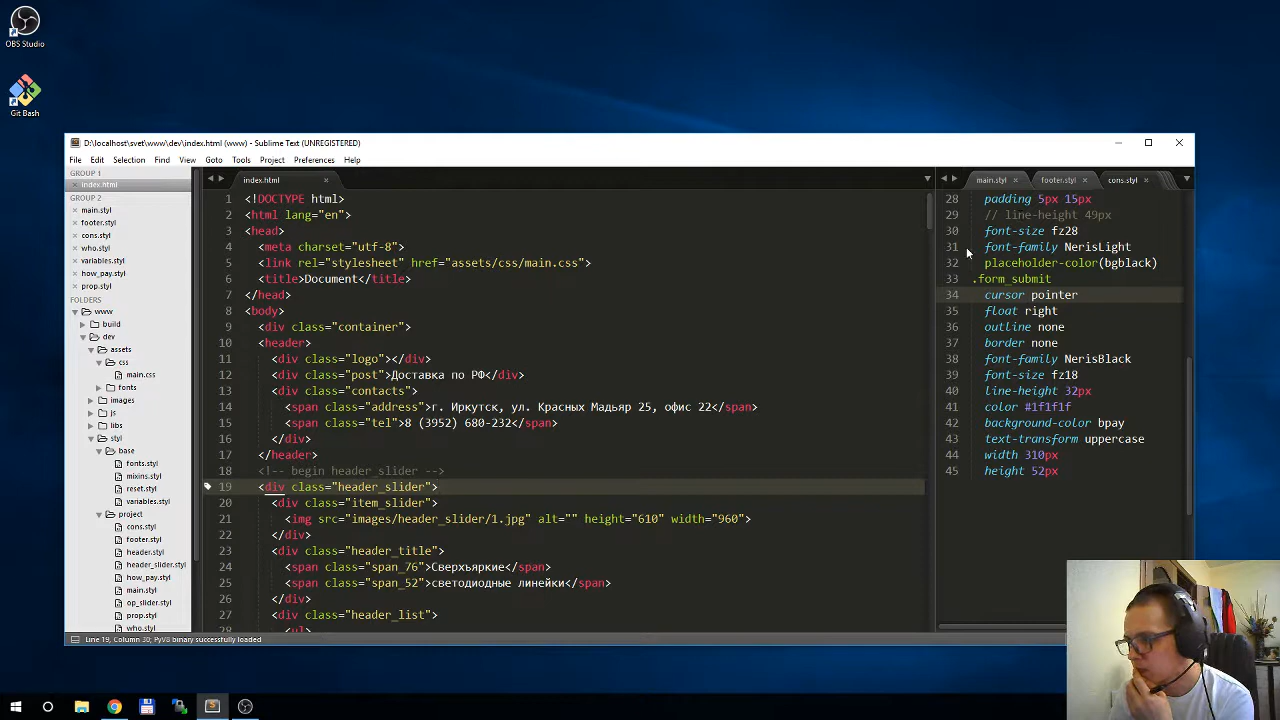 OBS Studio
Git Bash
D:\localhost\svet\www\dev\index.html (www) - Sublime Text (UNREGISTERED)
File Edit Selection Find View Goto Tools Project Preferences Help
GROUP 1
index.html
GROUP 2
main.styl
footer.styl
cons.styl
who.styl
variables.styl
how_pay.styl
prop.styl
FOLDERS
www
build
dev
assets
css
main.css
fonts
images
js
libs
styl
base
fonts.styl
mixins.styl
reset.styl
variables.styl
project
cons.styl
footer.styl
header.styl
header_slider.styl
how_pay.styl
main.styl
op_slider.styl
prop.styl
who.styl
index.html
1 <!DOCTYPE html>
2 <html lang="en">
3 <head>
4 <meta charset="utf-8">
5 <link rel="stylesheet" href="assets/css/main.css">
6 <title>Document</title>
7 </head>
8 <body>
9 <div class="container">
10 <header>
11 <div class="logo"></div>
12 <div class="post">Доставка по РФ</div>
13 <div class="contacts">
14 <span class="address">г. Иркутск, ул. Красных Мадьяр 25, офис 22</span>
15 <span class="tel">8 (3952) 680-232</span>
16 </div>
17 </header>
18 <!-- begin header_slider -->
19 <div class="header_slider">
20 <div class="item_slider">
21 <img src="images/header_slider/1.jpg" alt="" height="610" width="960">
22 </div>
23 <div class="header_title">
24 <span class="span_76">Сверхъяркие</span>
25 <span class="span_52">светодиодные линейки</span>
26 </div>
27 <div class="header_list">
28 <ul>
main.styl footer.styl cons.styl
28 padding 5px 15px
29 // line-height 49px
30 font-size fz28
31 font-family NerisLight
32 placeholder-color(bgblack)
33 .form_submit
34 cursor pointer
35 float right
36 outline none
37 border none
38 font-family NerisBlack
39 font-size fz18
40 line-height 32px
41 color #1f1f1f
42 background-color bpay
43 text-transform uppercase
44 width 310px
45 height 52px
Line 19, Column 30; PyV8 binary successfully loaded